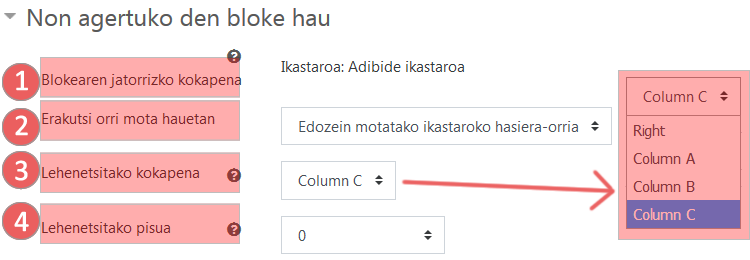 Non agertuko den bloke hau
1 Blokearen jatorrizko kokapena ?
Ikastaroa: Adibide ikastaroa
2 Erakutsi orri mota hauetan
Edozein motatako ikastaroko hasiera-orria
3 Lehenetsitako kokapena ?
Column C
4 Lehenetsitako pisua ?
0
Column C
Right
Column A
Column B
Column C